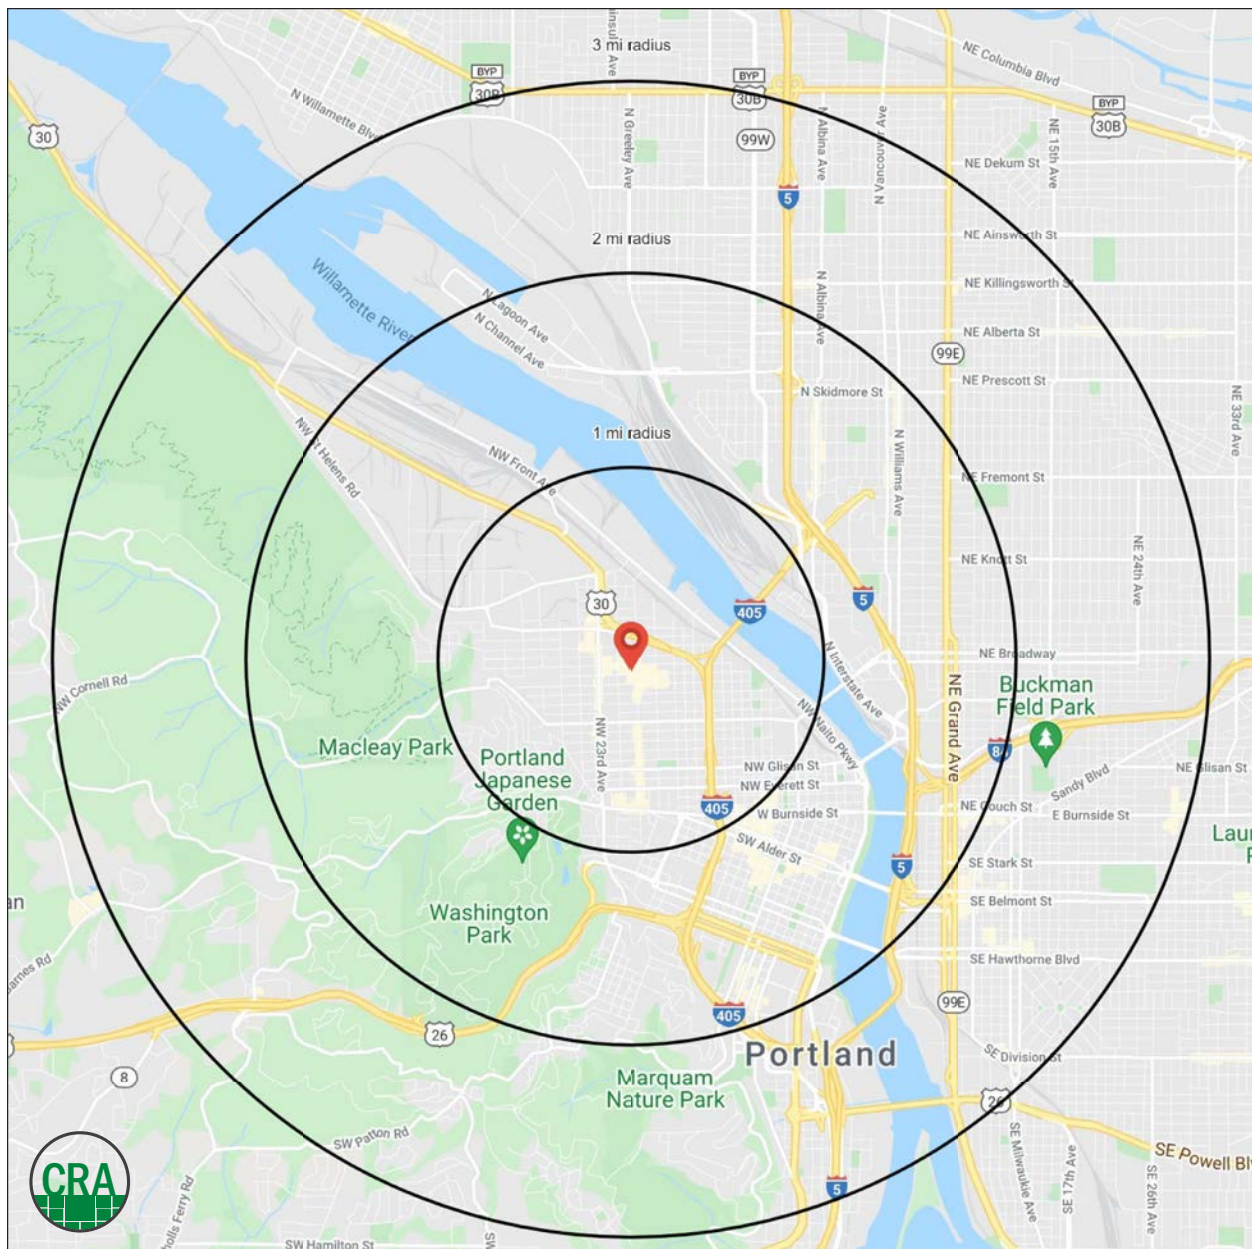 3 mi radius
NE Columbia Blvd
BYP
30B
BYP
30B
BYP
30B
30
N Willamette Blvd
N Greeley Ave
99W
N Albina Ave
N Vancouver Ave
NE 15th Ave
NE Dekum St
5
2 mi radius
NE Ainsworth St
Willamette River
N Lagoon Ave
N Channel Ave
N Albina Ave
NE Killingsworth St
NE Alberta St
99E
NE Prescott St
N Skidmore St
NE 33rd Ave
1 mi radius
NW St Helens Rd
NW Front Ave
N Williams Ave
NE Fremont St
NE Knott St
NE 24th Ave
30
405
5
N Interstate Ave
NE Broadway
NW Cornell Rd
NE Grand Ave
Buckman
Field Park
Macleay Park
Portland
Japanese
Garden
NW 23rd Ave
NW Naito Pkwy
NW Glisan St
NW Everett St
84
Sandy Blvd
NE Glisan St
405
W Burnside St
NE Couch St
E Burnside St
SW Alder St
5
SE Stark St
Washington
Park
SE Belmont St
SE Hawthorne Blvd
99E
405
26
Portland
SE Division St
8
Marquam
Nature Park
26
SW Patton Rd
SE Powell Blv
SE Milwaukie Ave
SE 17th Ave
SE 26th Ave
5
CRA
SW Hamilton St